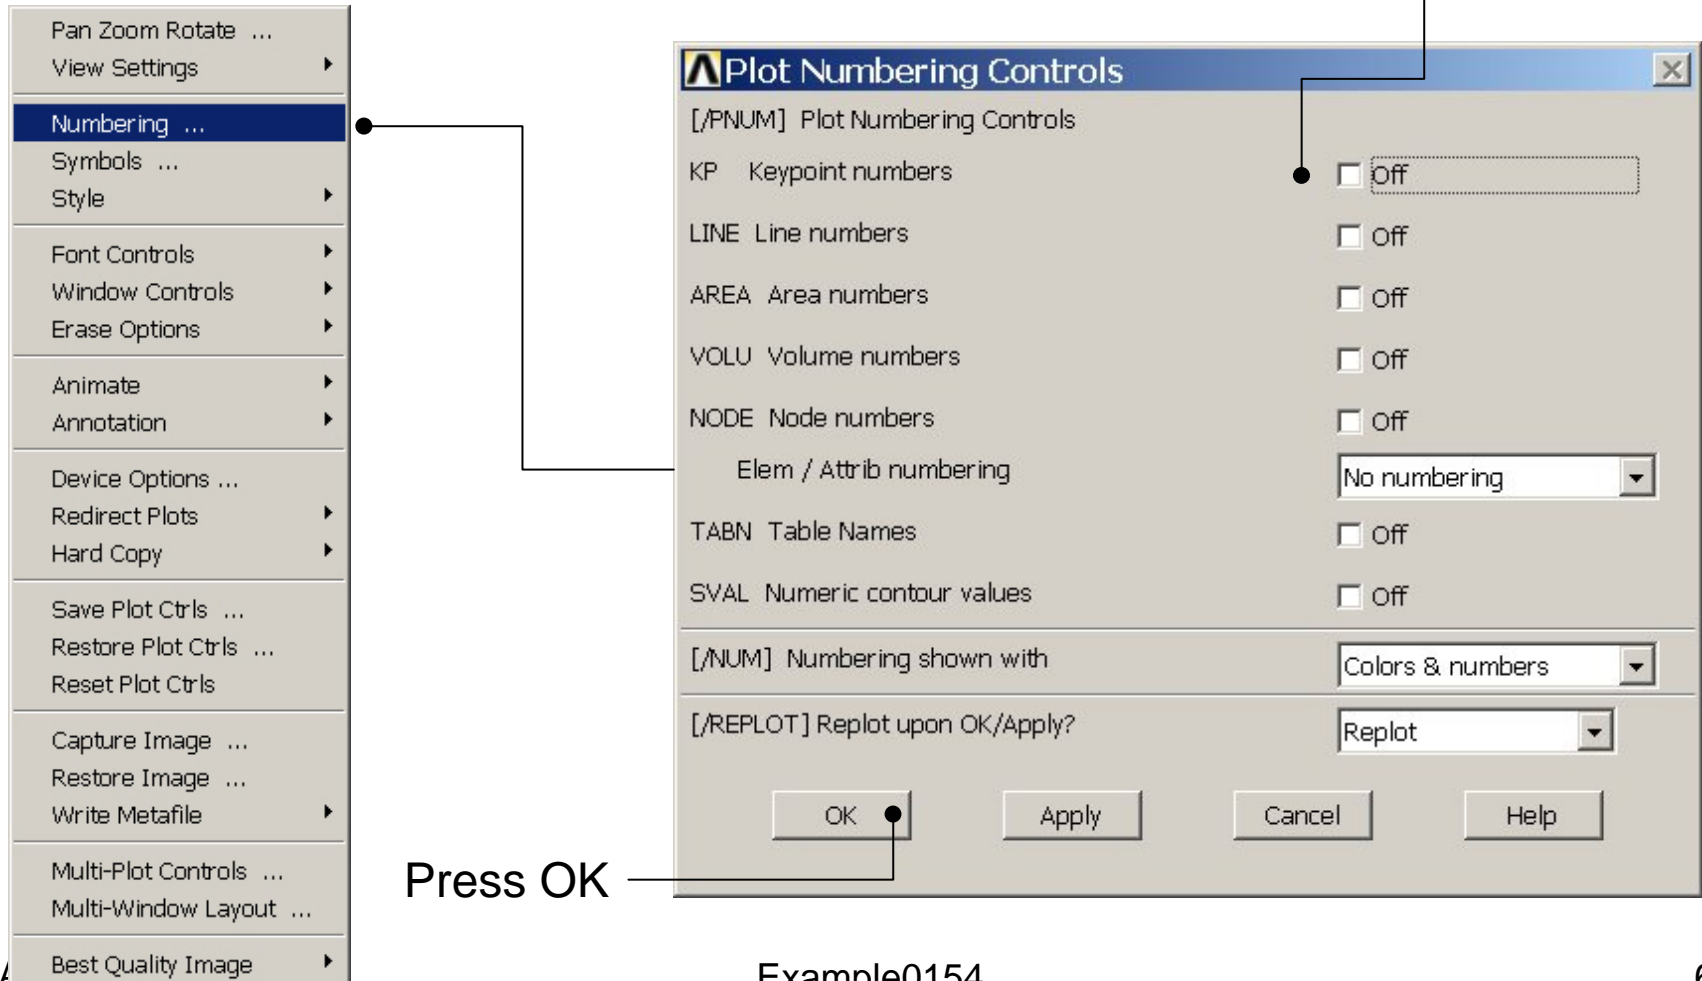 Pan Zoom Rotate ...
View Settings
Numbering ...
Symbols ...
Style
Font Controls
Window Controls
Erase Options
Animate
Annotation
Device Options ...
Redirect Plots
Hard Copy
Save Plot Ctrls ...
Restore Plot Ctrls ...
Reset Plot Ctrls
Capture Image ...
Restore Image ...
Write Metafile
Multi-Plot Controls ...
Multi-Window Layout ...
Best Quality Image
Plot Numbering Controls
[/PNUM] Plot Numbering Controls
KP Keypoint numbers Off
LINE Line numbers Off
AREA Area numbers Off
VOLU Volume numbers Off
NODE Node numbers Off
Elem / Attrib numbering No numbering
TABN Table Names Off
SVAL Numeric contour values Off
[/NUM] Numbering shown with Colors & numbers
[/REPLOT] Replot upon OK/Apply? Replot
OK Apply Cancel Help
Press OK
Example0154